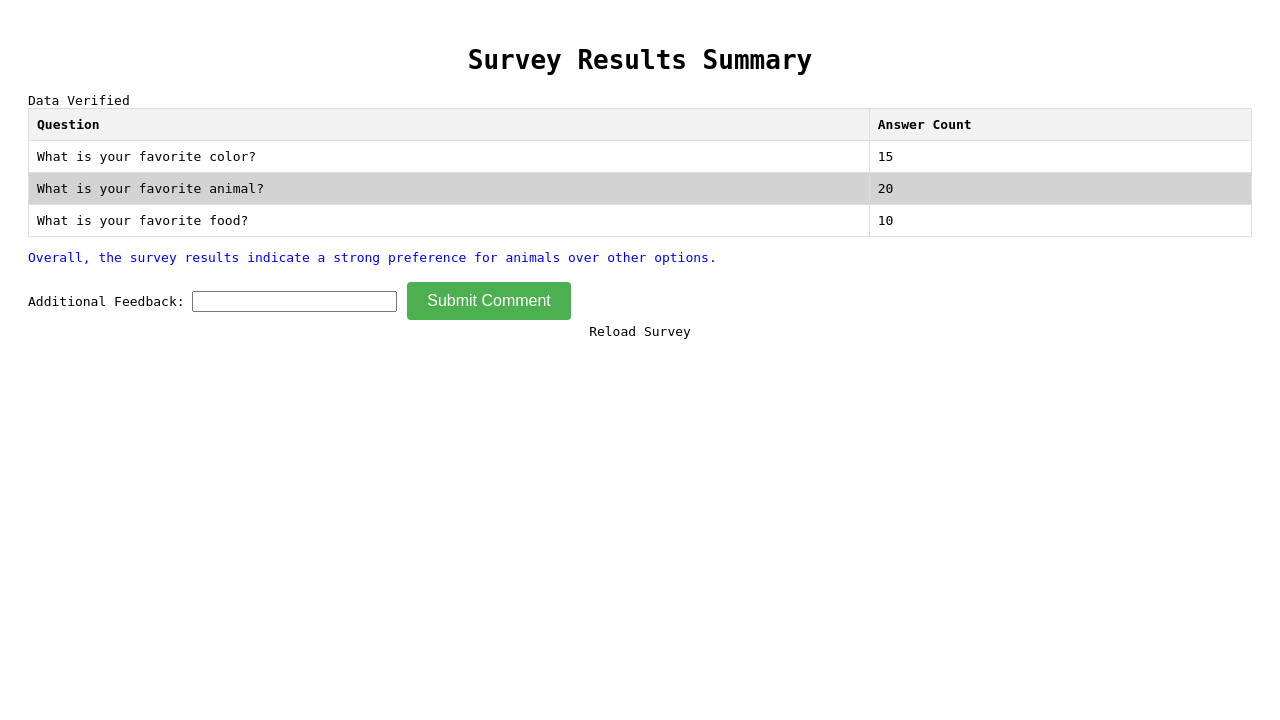 Survey Results Summary
Data Verified
Question Answer Count
What is your favorite color? 15
What is your favorite animal? 20
What is your favorite food? 10
Overall, the survey results indicate a strong preference for animals over other options.
Additional Feedback: Submit Comment
Reload Survey